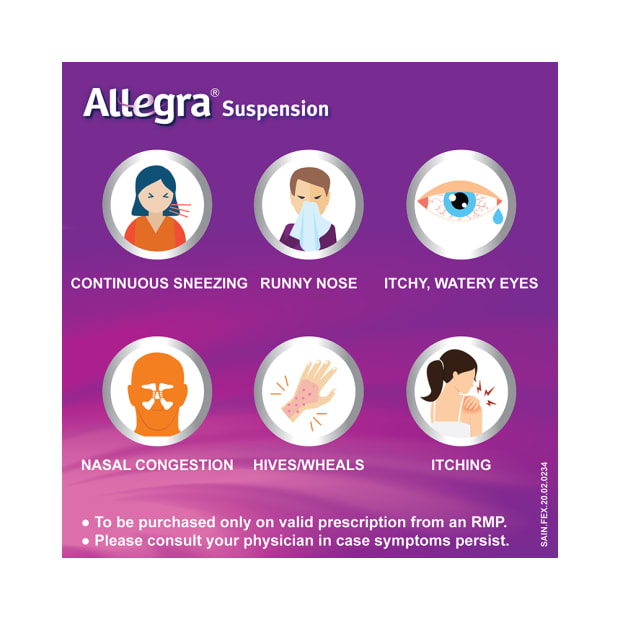 Allegra® Suspension
CONTINUOUS SNEEZING
RUNNY NOSE
ITCHY, WATERY EYES
NASAL CONGESTION
HIVES/WHEALS
ITCHING
• To be purchased only on valid prescription from an RMP.
• Please consult your physician in case symptoms persist.
SAIN.FEX.20.02.0234